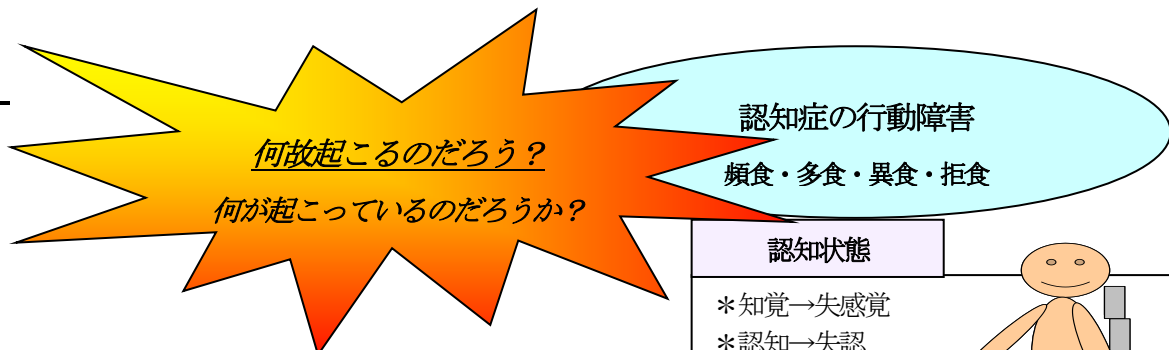 何故起こるのだろう？
何が起こっているのだろうか？
認知症の行動障害
頻食・多食・異食・拒食
認知状態
＊知覚→失感覚
＊認知→失認